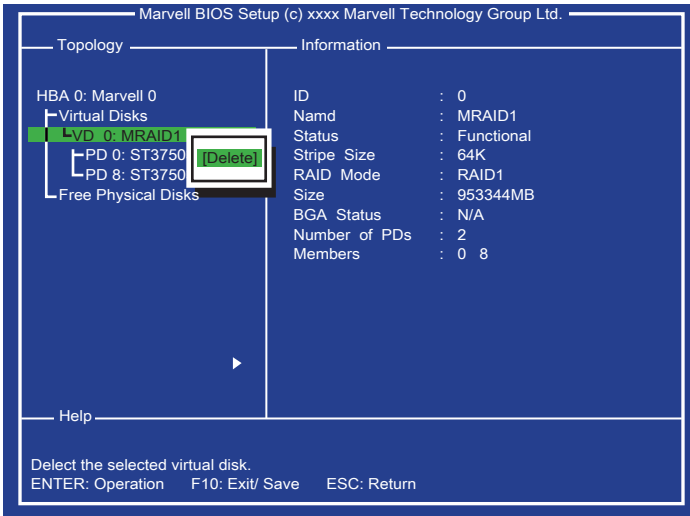 Marvell BIOS Setup (c) xxxx Marvell Technology Group Ltd.
Topology
HBA 0: Marvell 0
Virtual Disks
VD 0: MRAID1
PD 0: ST3750
PD 8: ST3750
Free Physical Disks
[Delete]
Information
ID : 0
Namd : MRAID1
Status : Functional
Stripe Size : 64K
RAID Mode : RAID1
Size : 953344MB
BGA Status : N/A
Number of PDs : 2
Members : 0 8
Help
Delect the selected virtual disk.
ENTER: Operation F10: Exit/ Save ESC: Return